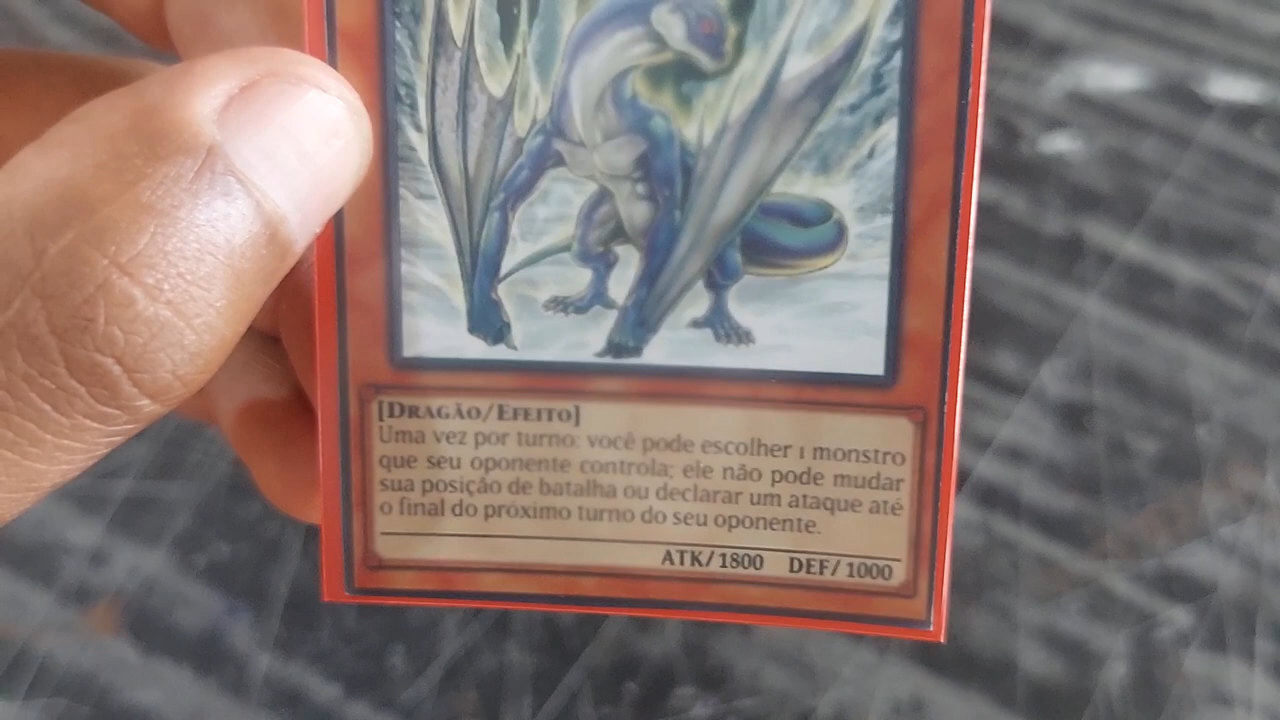 [Dragão/Efeito]
Uma vez por turno: você pode escolher 1 monstro
que seu oponente controla; ele não pode mudar
sua posição de batalha ou declarar um ataque até
o final do próximo turno do seu oponente.
ATK/1800 DEF/1000